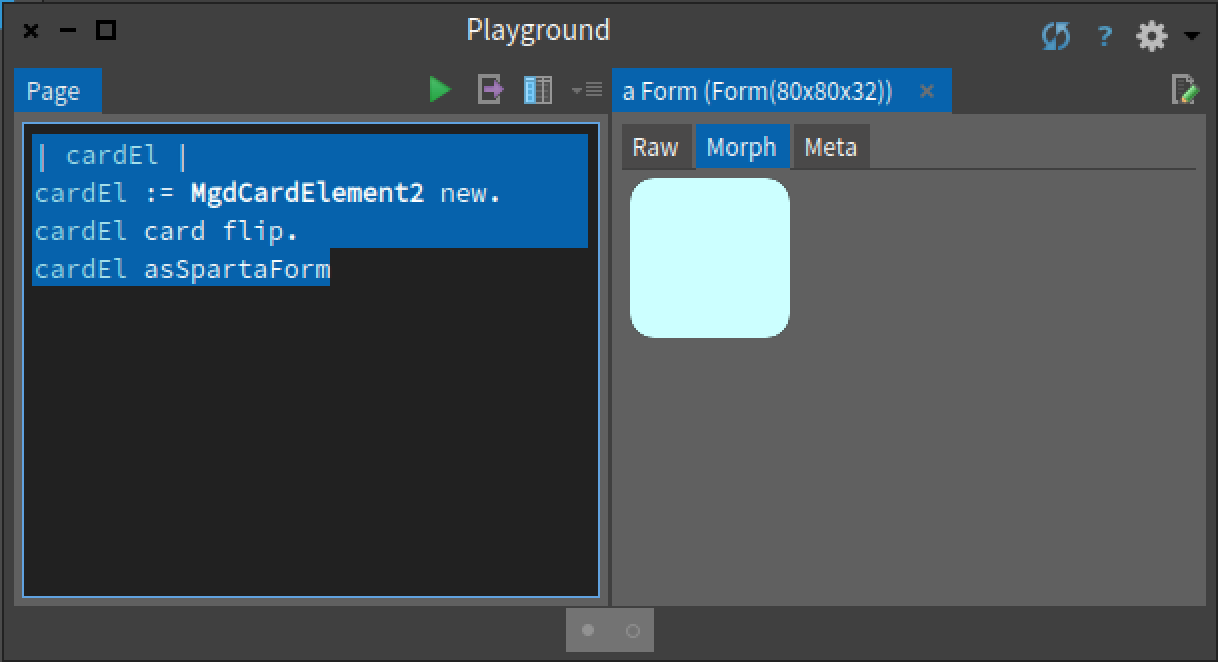 Playground
?
Page
a Form (Form(80x80x32))
| cardEl |
cardEl := MgdCardElement2 new.
cardEl card flip.
cardEl asSpartaForm
Raw Morph Meta